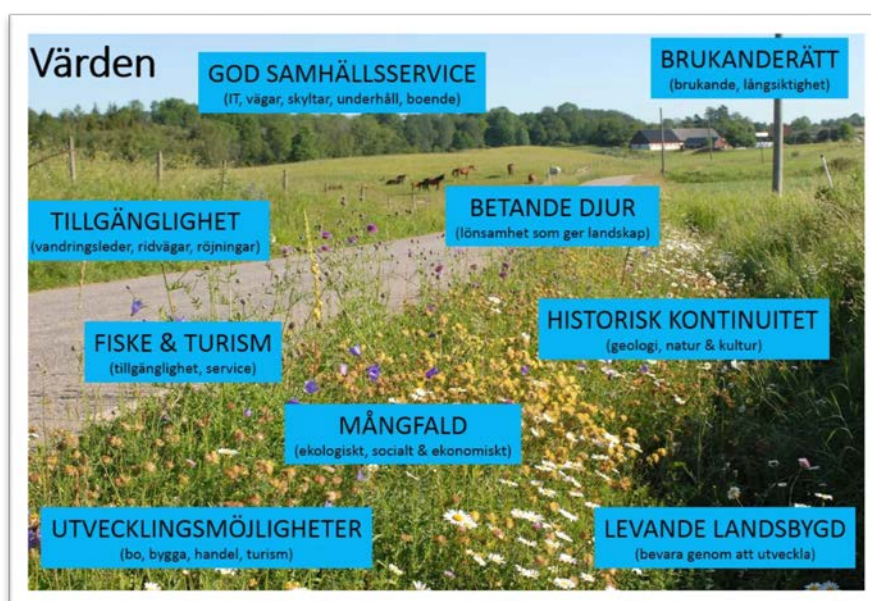 Värden
GOD SAMHÄLLSSERVICE
(IT, vägar, skyltar, underhåll, boende)
BRUKANDERÄTT
(brukande, långsiktighet)
TILLGÄNGLIGHET
(vandringsleder, ridvägar, röjningar)
BETANDE DJUR
(lönsamhet som ger landskap)
FISKE & TURISM
(tillgänglighet, service)
HISTORISK KONTINUITET
(geologi, natur & kultur)
MÅNGFALD
(ekologiskt, socialt & ekonomiskt)
UTVECKLINGSMÖJLIGHETER
(bo, bygga, handel, turism)
LEVANDE LANDSBYGD
(bevara genom att utveckla)